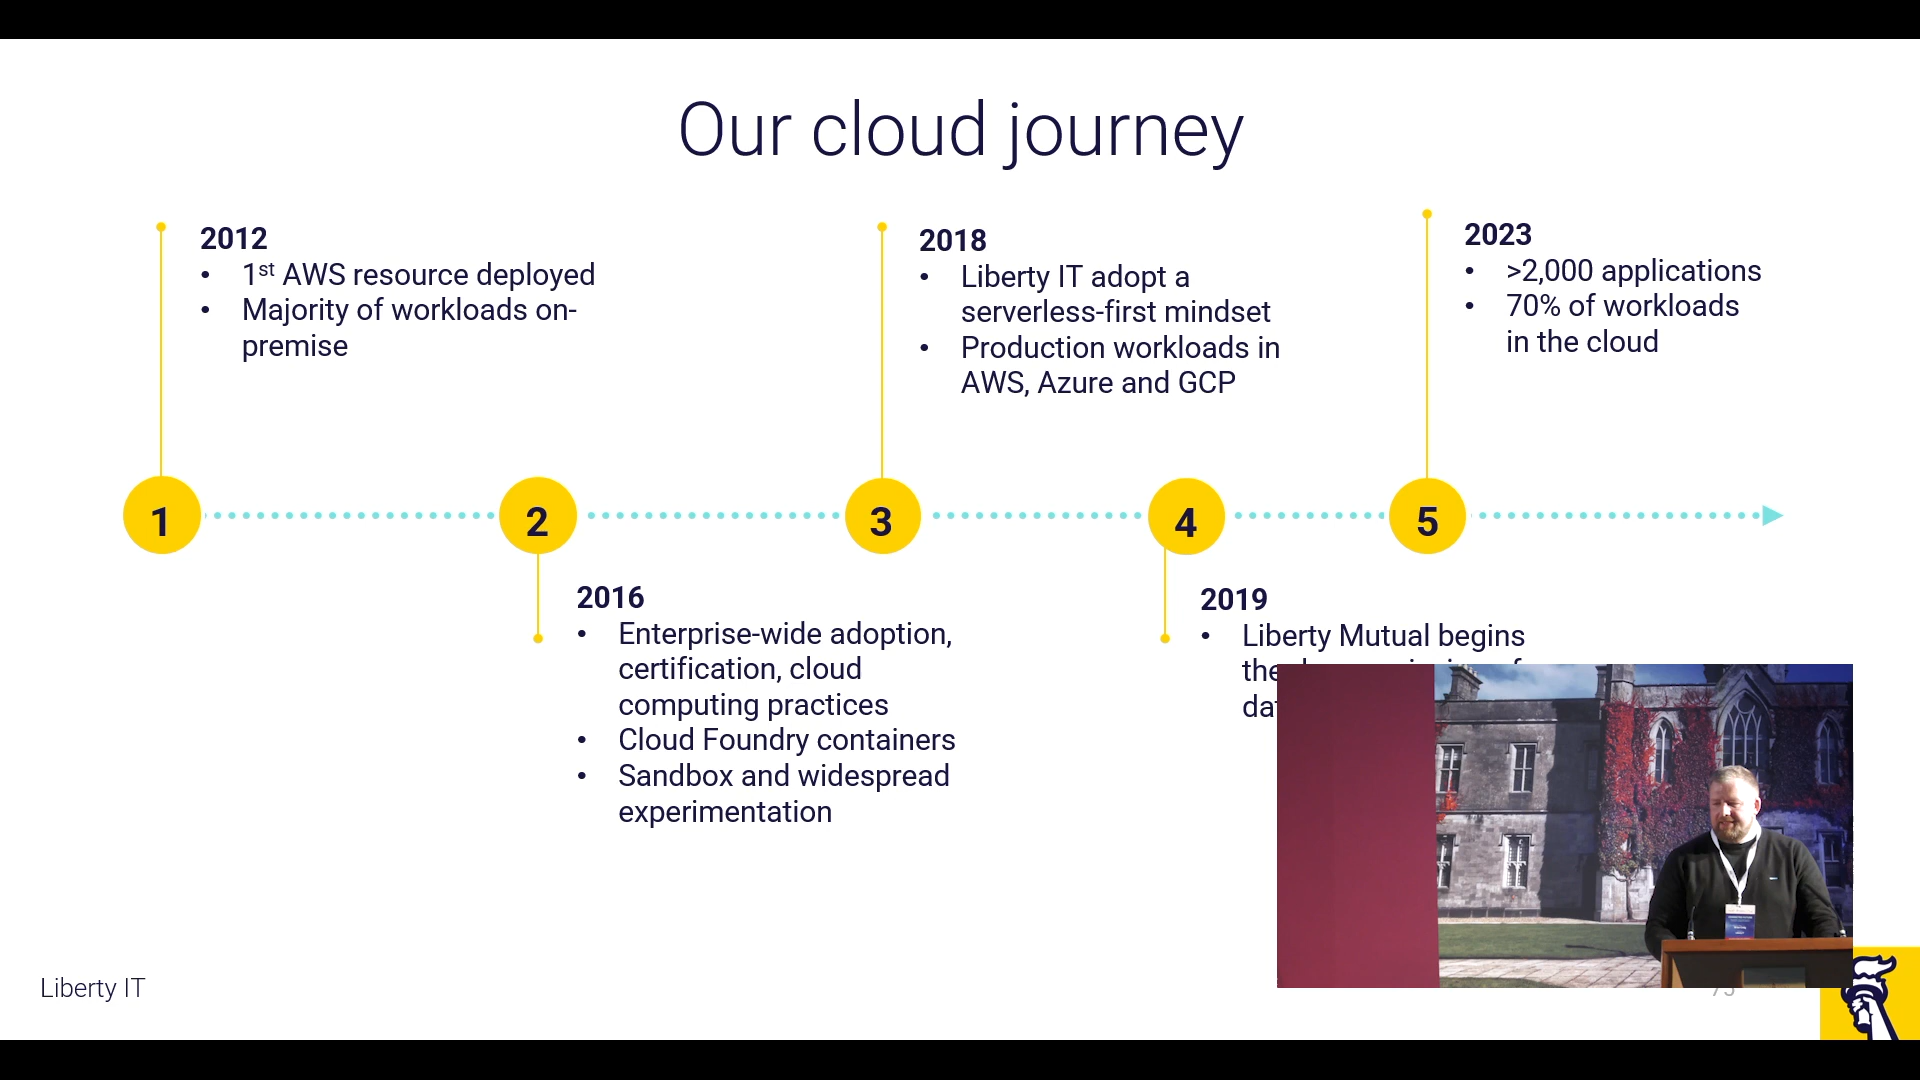 Our cloud journey
2012
• 1st AWS resource deployed
• Majority of workloads on-
premise
2018
• Liberty IT adopt a
serverless-first mindset
• Production workloads in
AWS, Azure and GCP
2023
• >2,000 applications
• 70% of workloads
in the cloud
1
2
3
4
5
2016
• Enterprise-wide adoption,
certification, cloud
computing practices
• Cloud Foundry containers
• Sandbox and widespread
experimentation
2019
• Liberty Mutual begins
Liberty IT